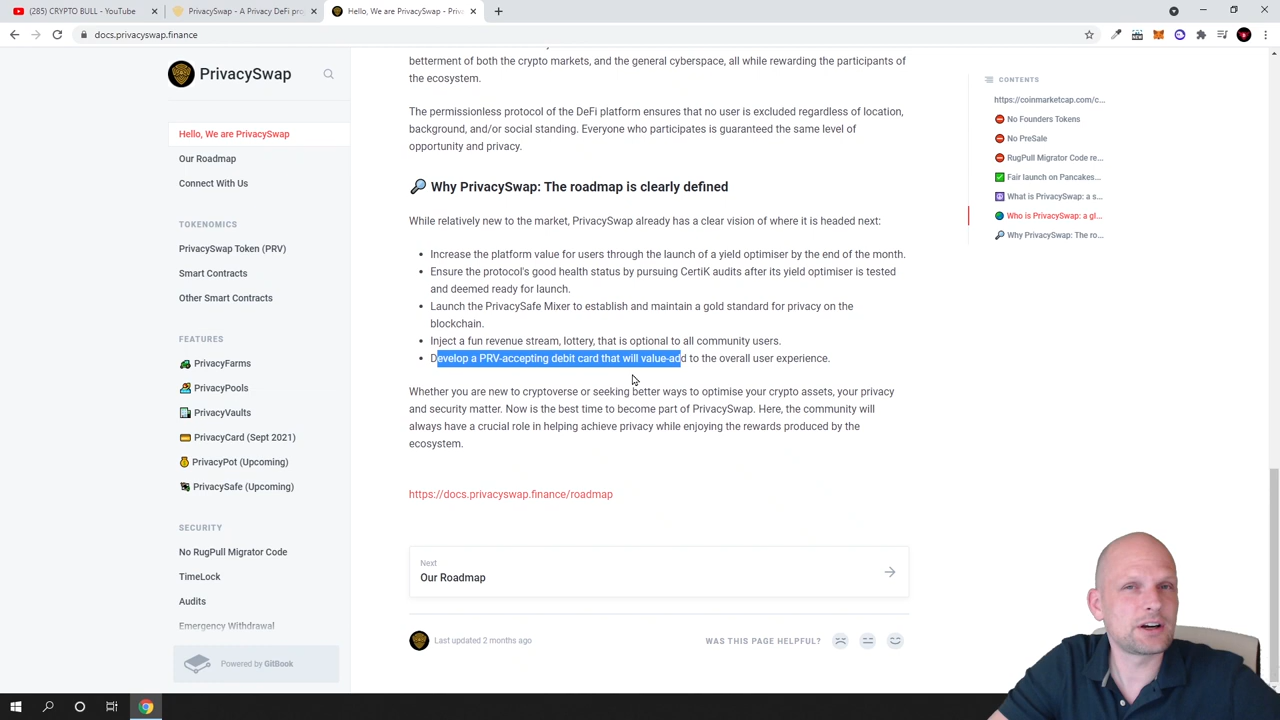 (285) CRYPTO BULL - YouTube
PrivacySwap - A Privacy DeFi proj
Hello, We are PrivacySwap - Priva
docs.privacyswap.finance
PrivacySwap
Hello, We are PrivacySwap
Our Roadmap
Connect With Us
TOKENOMICS
PrivacySwap Token (PRV)
Smart Contracts
Other Smart Contracts
FEATURES
PrivacyFarms
PrivacyPools
PrivacyVaults
PrivacyCard (Sept 2021)
PrivacyPot (Upcoming)
PrivacySafe (Upcoming)
SECURITY
No RugPull Migrator Code
TimeLock
Audits
Emergency Withdrawal
Powered by GitBook
betterment of both the crypto markets, and the general cyberspace, all while rewarding the participants of
the ecosystem.
The permissionless protocol of the DeFi platform ensures that no user is excluded regardless of location,
background, and/or social standing. Everyone who participates is guaranteed the same level of
opportunity and privacy.
Why PrivacySwap: The roadmap is clearly defined
While relatively new to the market, PrivacySwap already has a clear vision of where it is headed next:
• Increase the platform value for users through the launch of a yield optimiser by the end of the month.
• Ensure the protocol's good health status by pursuing CertiK audits after its yield optimiser is tested
and deemed ready for launch.
• Launch the PrivacySafe Mixer to establish and maintain a gold standard for privacy on the
blockchain.
• Inject a fun revenue stream, lottery, that is optional to all community users.
• Develop a PRV-accepting debit card that will value-add to the overall user experience.
Whether you are new to cryptoverse or seeking better ways to optimise your crypto assets, your privacy
and security matter. Now is the best time to become part of PrivacySwap. Here, the community will
always have a crucial role in helping achieve privacy while enjoying the rewards produced by the
ecosystem.
https://docs.privacyswap.finance/roadmap
Next
Our Roadmap
Last updated 2 months ago
WAS THIS PAGE HELPFUL?
CONTENTS
https://coinmarketcap.com/c...
No Founders Tokens
No PreSale
RugPull Migrator Code re...
Fair launch on Pancakes...
What is PrivacySwap: a s...
Who is PrivacySwap: a gl...
Why PrivacySwap: The ro...